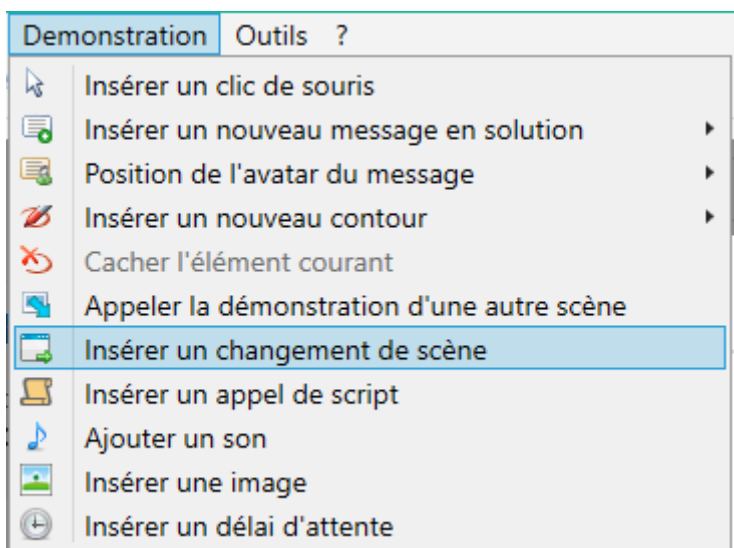 Demonstration Outils ?
Insérer un clic de souris
Insérer un nouveau message en solution
Position de l'avatar du message
Insérer un nouveau contour
Cacher l'élément courant
Appeler la démonstration d'une autre scène
Insérer un changement de scène
Insérer un appel de script
Ajouter un son
Insérer une image
Insérer un délai d'attente